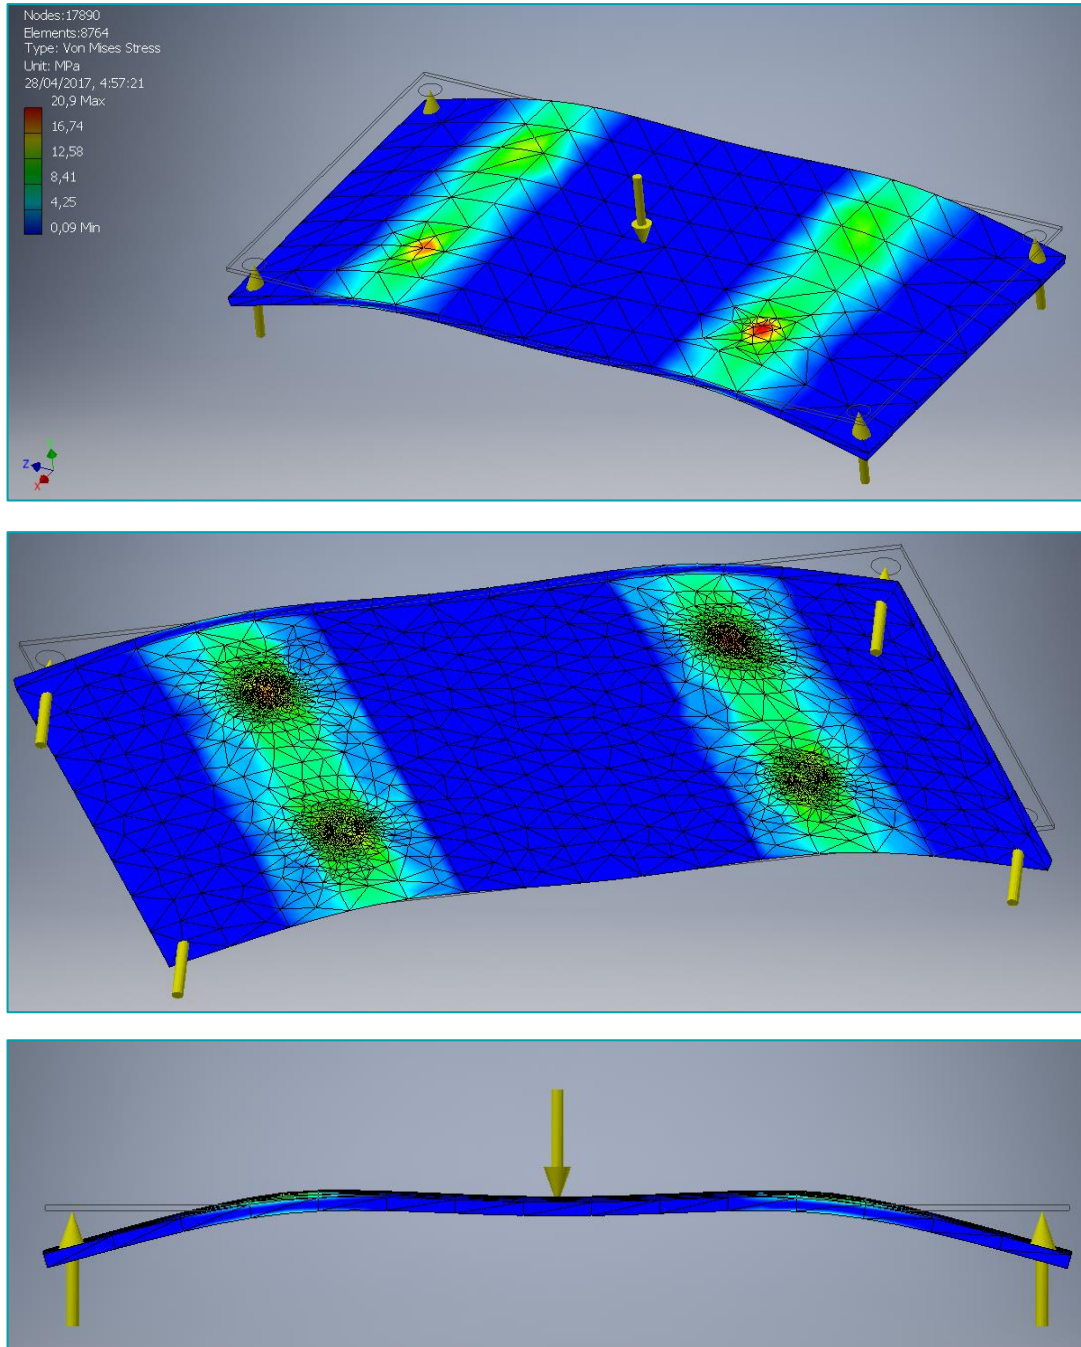 Nodes:17890
Elements:8764
Type: Von Mises Stress
Unit: MPa
28/04/2017, 4:57:21
20,9 Max
16,74
12,58
8,41
4,25
0,09 Min
Z
X